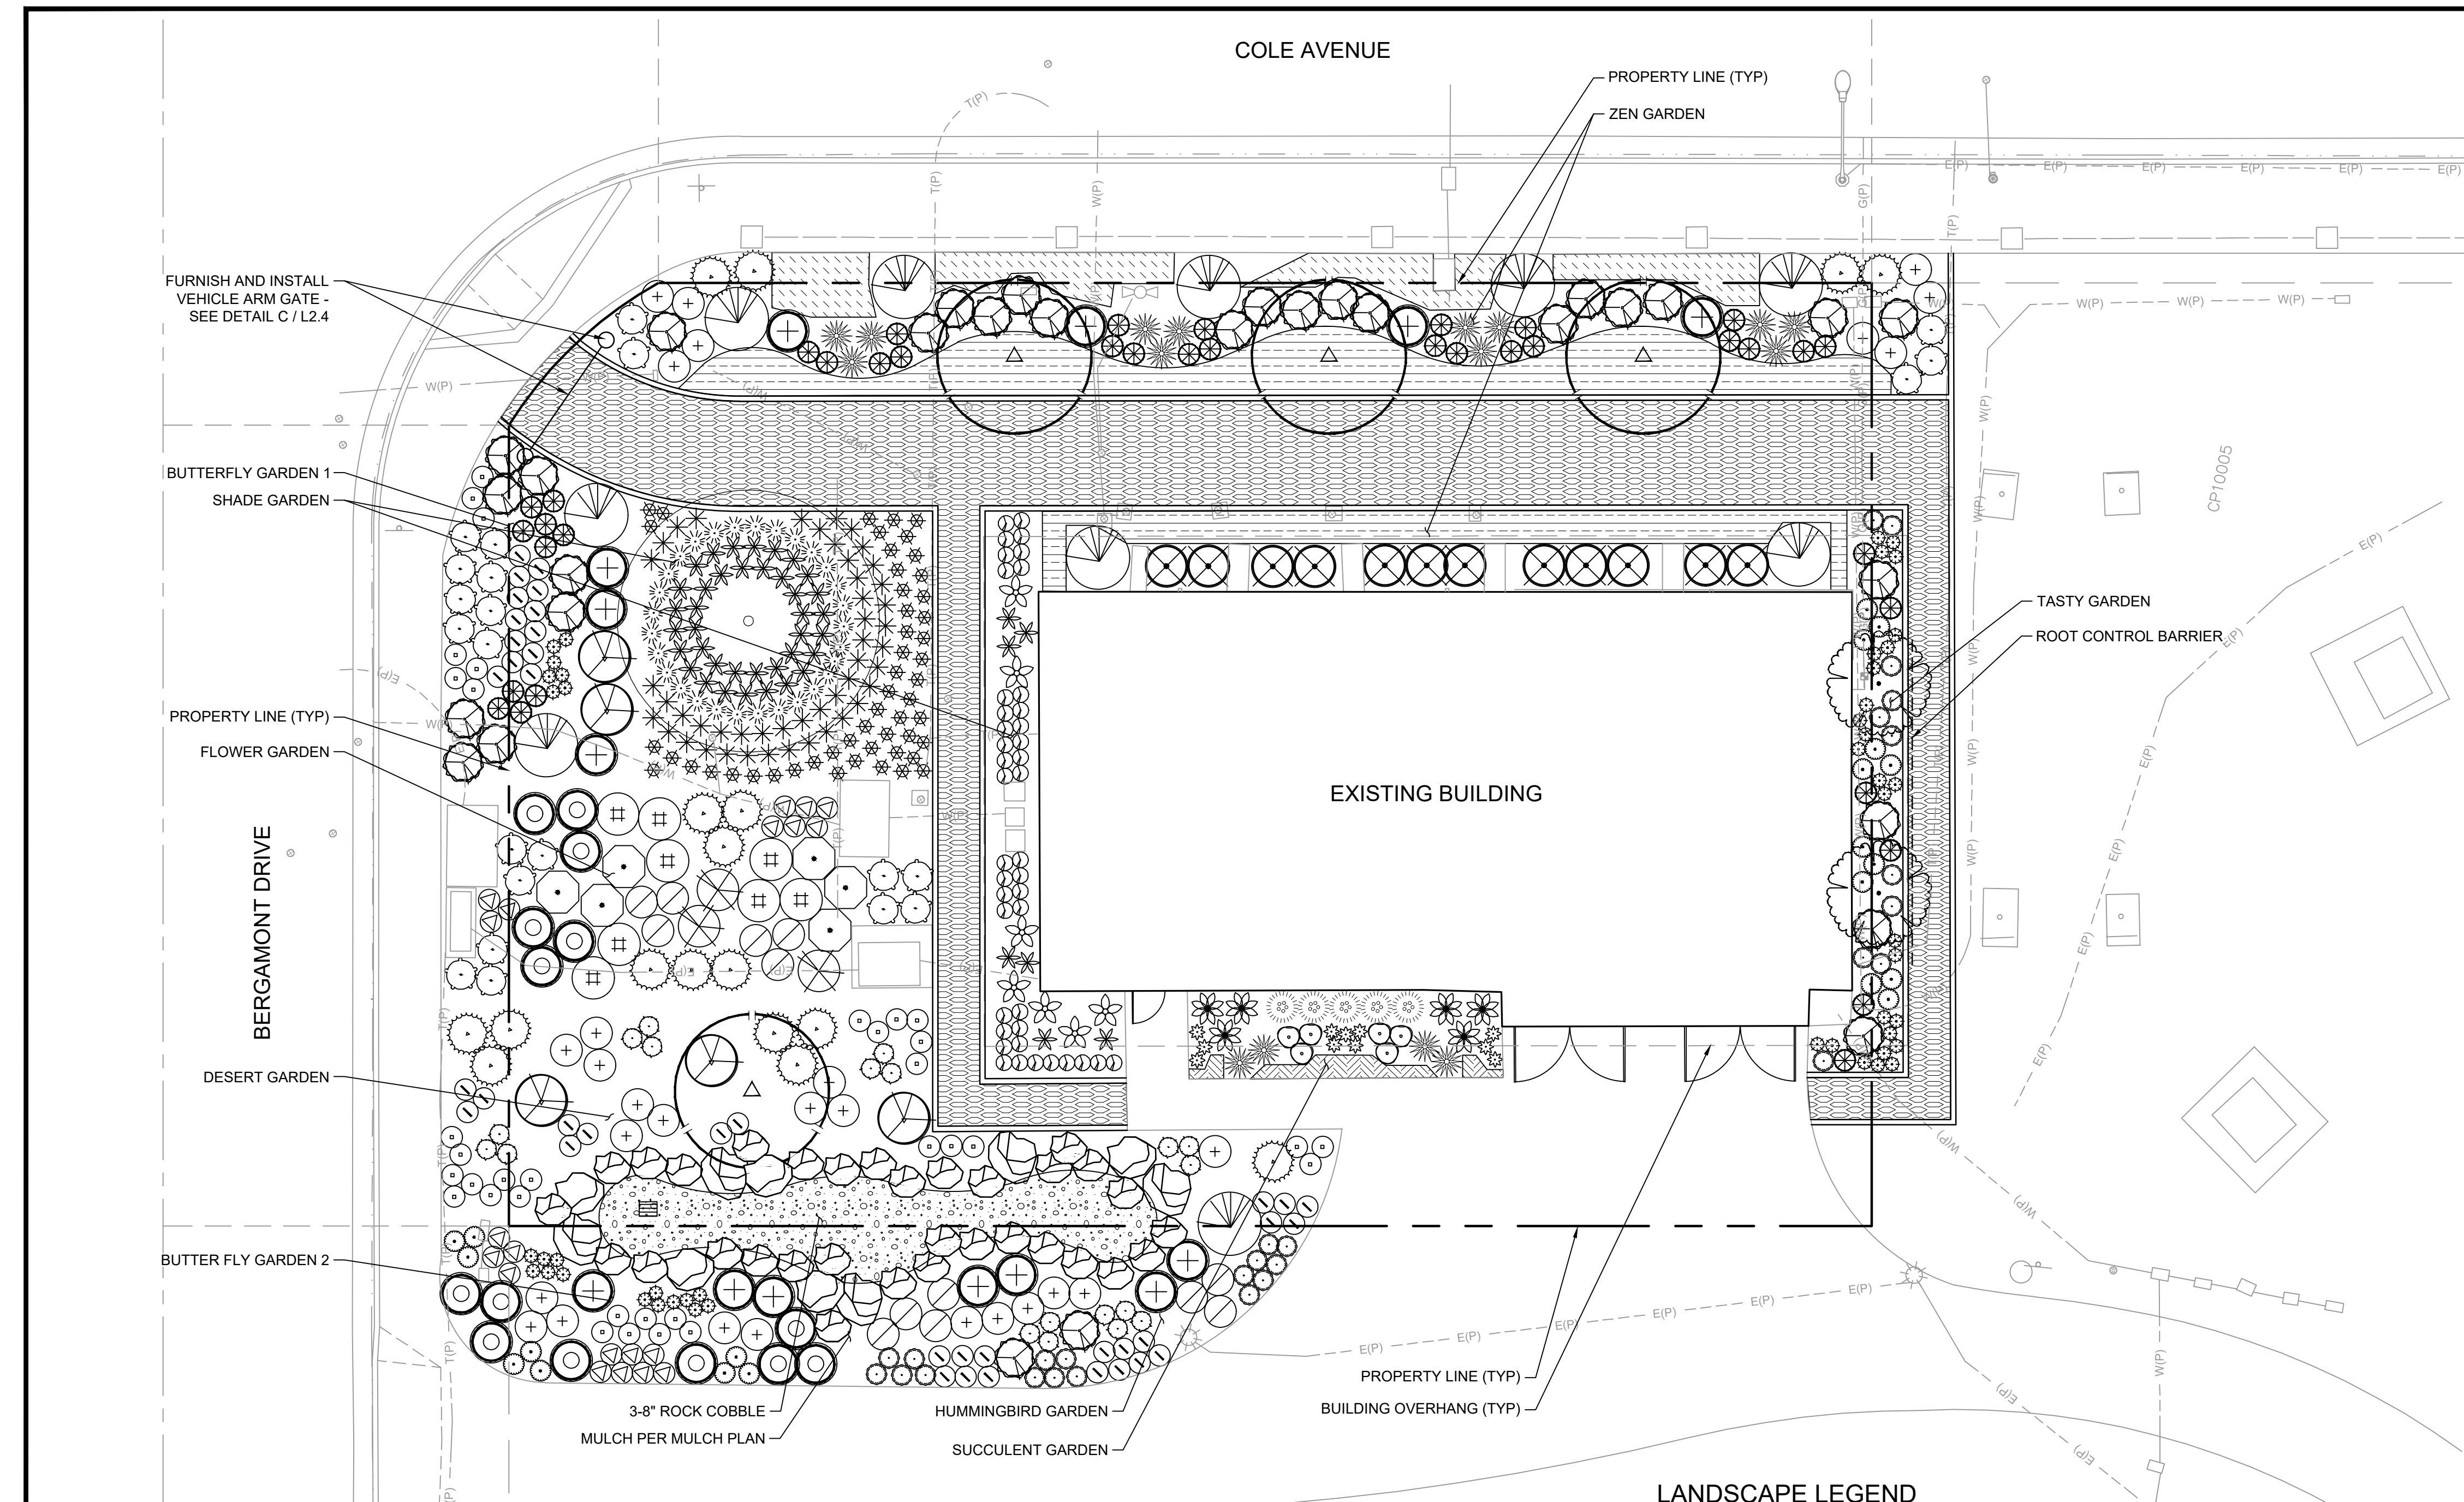 COLE AVENUE
PROPERTY LINE (TYP)
ZEN GARDEN
FURNISH AND INSTALL
VEHICLE ARM GATE -
SEE DETAIL C / L2.4
BUTTERFLY GARDEN 1
SHADE GARDEN
PROPERTY LINE (TYP)
FLOWER GARDEN
BERGAMONT DRIVE
DESERT GARDEN
BUTTER FLY GARDEN 2
EXISTING BUILDING
TASTY GARDEN
ROOT CONTROL BARRIER
CP10005
3-8" ROCK COBBLE
MULCH PER MULCH PLAN
HUMMINGBIRD GARDEN
SUCCULENT GARDEN
PROPERTY LINE (TYP)
BUILDING OVERHANG (TYP)
LANDSCAPE LEGEND
T(P)
T(P)
W(P)
G(P)
T(P)
E(P)
E(P)
E(P)
E(P)
E(P)
E(P)
W(P)
W(P)
W(P)
W(P)
W(P)
W(P)
W(P)
W(P)
W(P)
E(P)
E(P)
E(P)
E(P)
E(P)
E(P)
E(P)
W(P)
W(P)
W(P)
E(P)
E(P)
E(P)
E(P)
E(P)
E(P)
E(P)
T(P)
T(P)
T(P)
T(P)